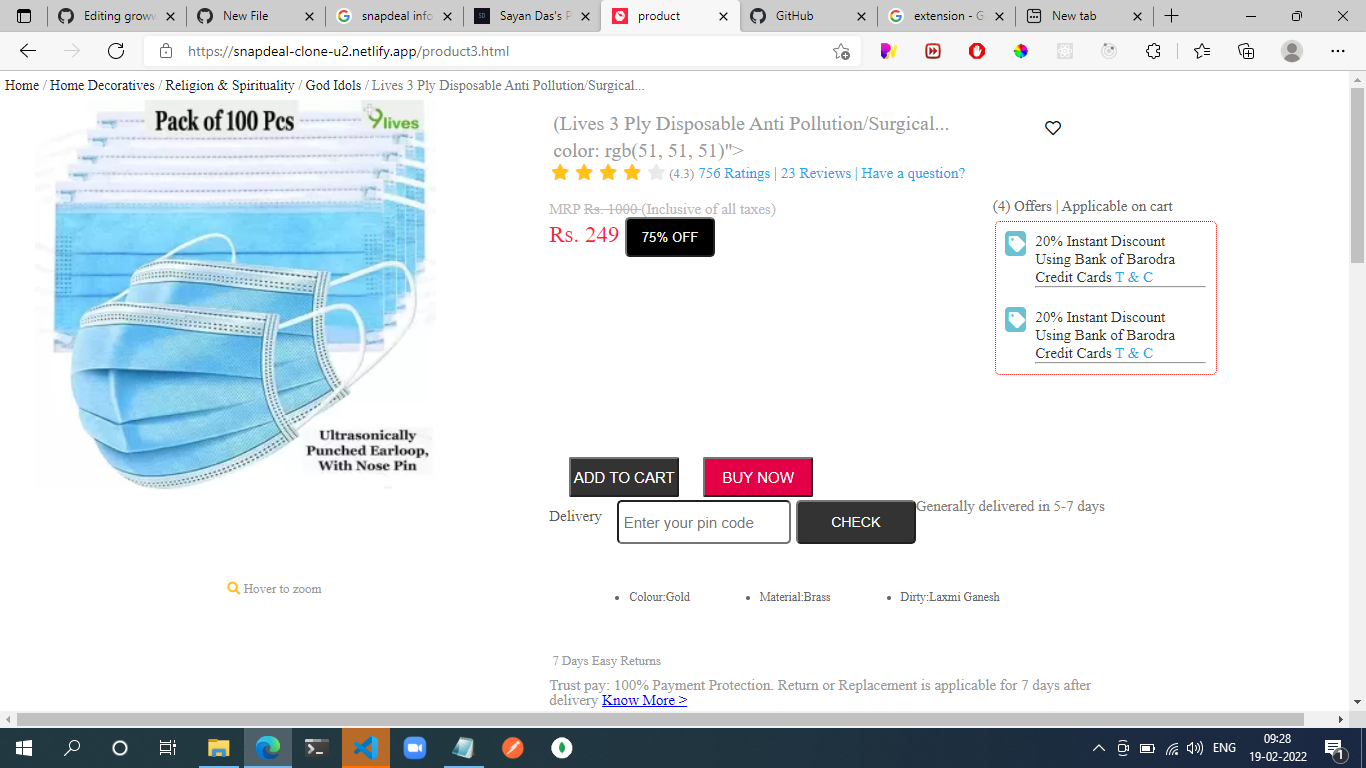 Editing grow
New File
snapdeal info
Sayan Das's P
product
GitHub
extension - G
New tab
https://snapdeal-clone-u2.netlify.app/product3.html
Home / Home Decoratives / Religion & Spirituality / God Idols / Lives 3 Ply Disposable Anti Pollution/Surgical...
Pack of 100 Pcs
9lives
Ultrasonically
Punched Earloop,
With Nose Pin
Hover to zoom
(Lives 3 Ply Disposable Anti Pollution/Surgical...
color: rgb(51, 51, 51)">
(4.3) 756 Ratings | 23 Reviews | Have a question?
MRP Rs. 1000 (Inclusive of all taxes)
Rs. 249 75% OFF
(4) Offers | Applicable on cart
20% Instant Discount
Using Bank of Barodra
Credit Cards T & C
20% Instant Discount
Using Bank of Barodra
Credit Cards T & C
ADD TO CART BUY NOW
Delivery Enter your pin code CHECK Generally delivered in 5-7 days
• Colour:Gold • Material:Brass • Dirty:Laxmi Ganesh
7 Days Easy Returns
Trust pay: 100% Payment Protection. Return or Replacement is applicable for 7 days after
delivery Know More >
ENG
09:28
19-02-2022
1